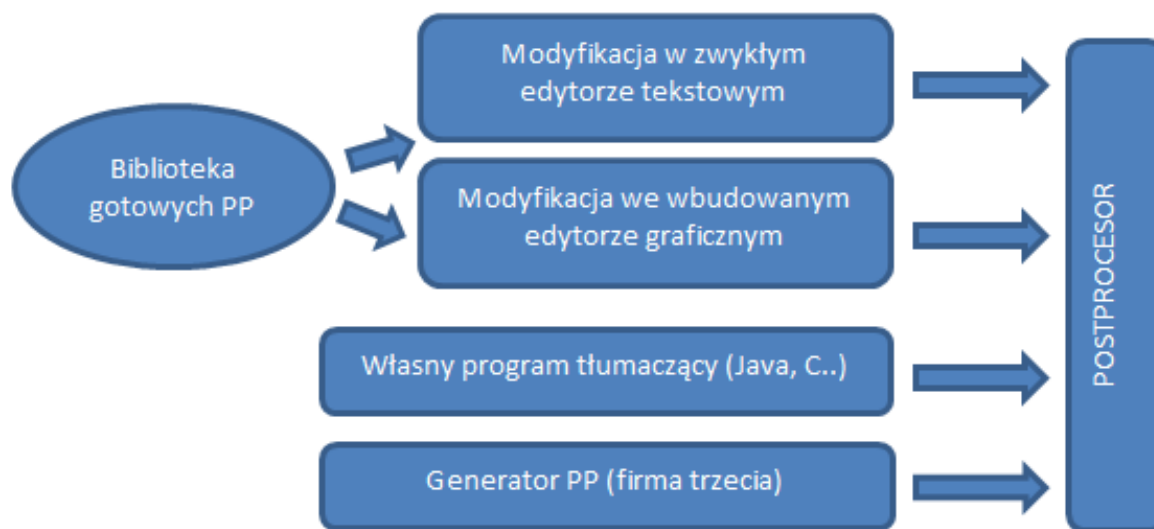 Modyfikacja w zwykłym
edytorze tekstowym
Biblioteka
gotowych PP
Modyfikacja we wbudowanym
edytorze graficznym
Własny program tłumaczący (Java, C..)
Generator PP (firma trzecia)
POSTPROCESOR